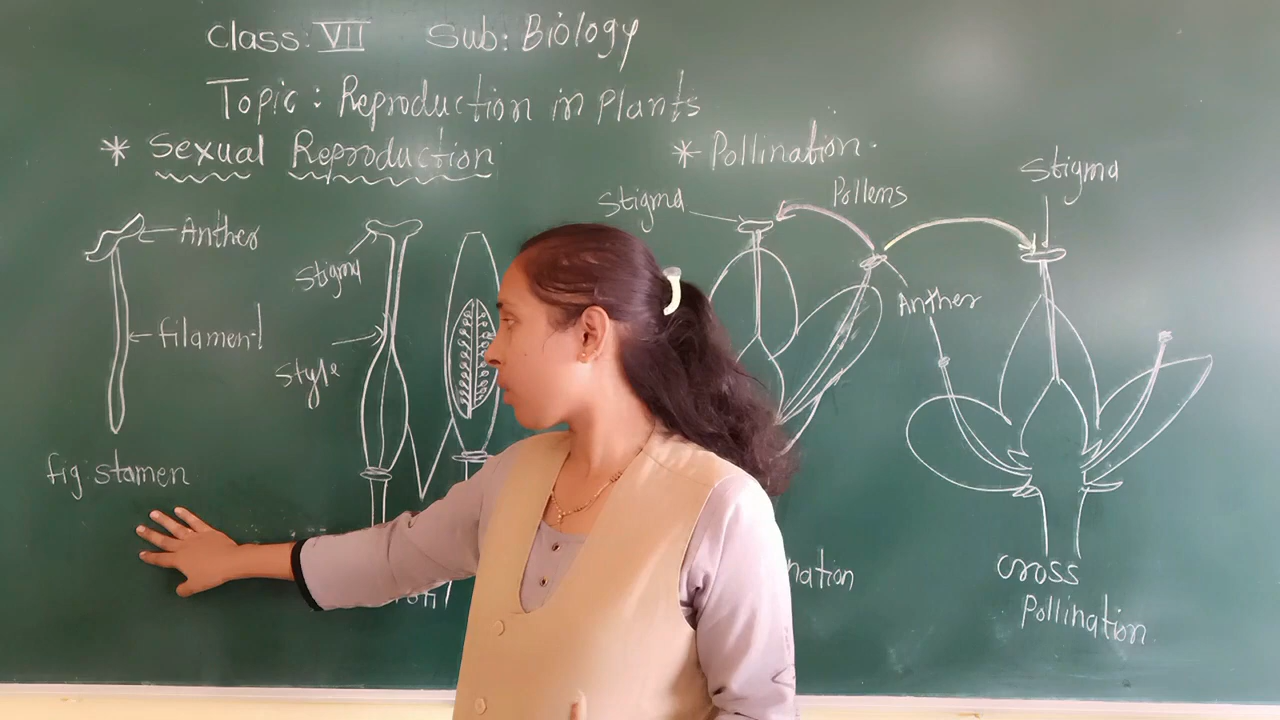 Class: VII Sub: Biology
Topic: Reproduction in Plants
* Sexual Reproduction
* Pollination.
Anther
filament
fig. stamen
Stigma
Style
Stigma
Pollens
Anther
Stigma
Cross
Pollination